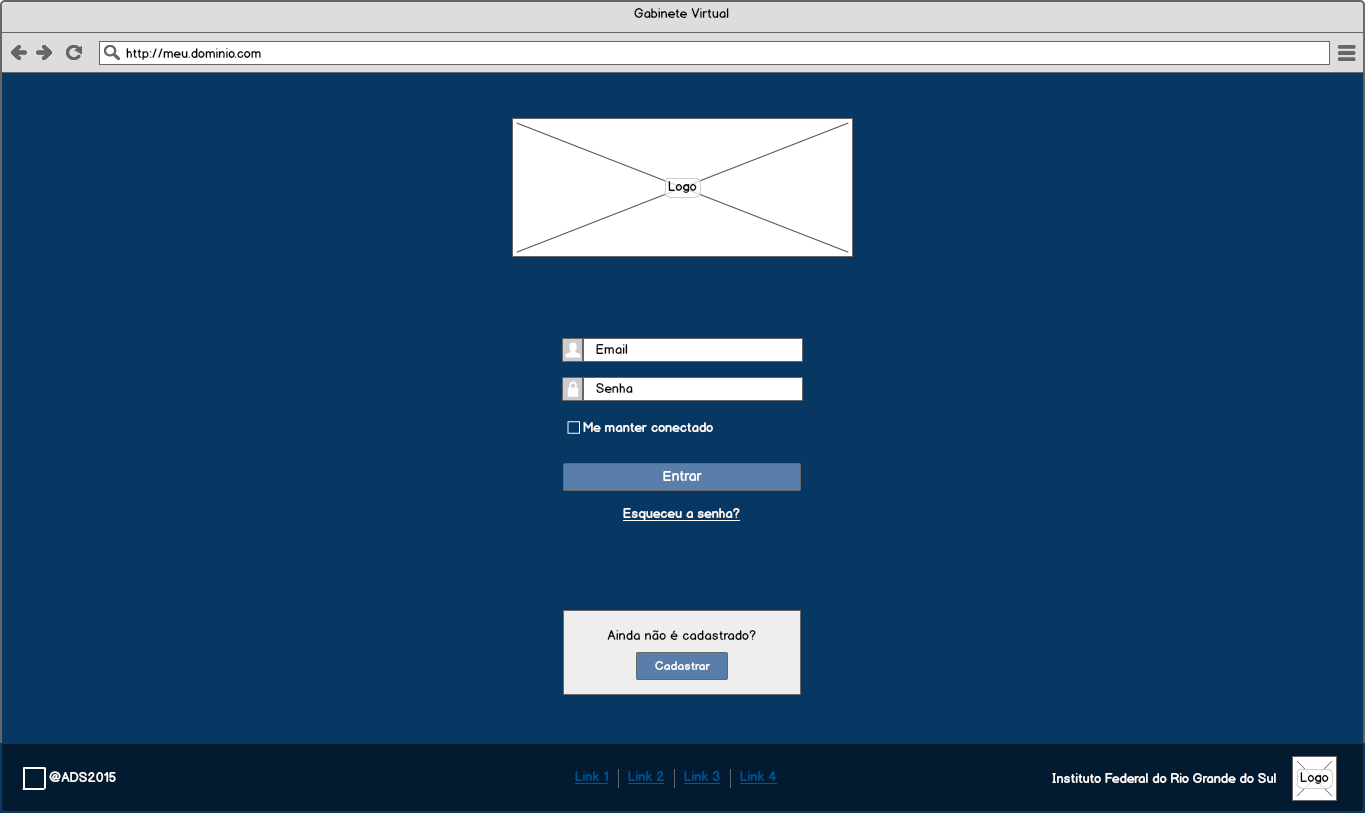 Gabinete Virtual
http://meu.dominio.com
Logo
Email
Senha
Me manter conectado
Entrar
Esqueceu a senha?
Ainda não é cadastrado?
Cadastrar
@ADS2015
Link 1 Link 2 Link 3 Link 4
Instituto Federal do Rio Grande do Sul
Logo